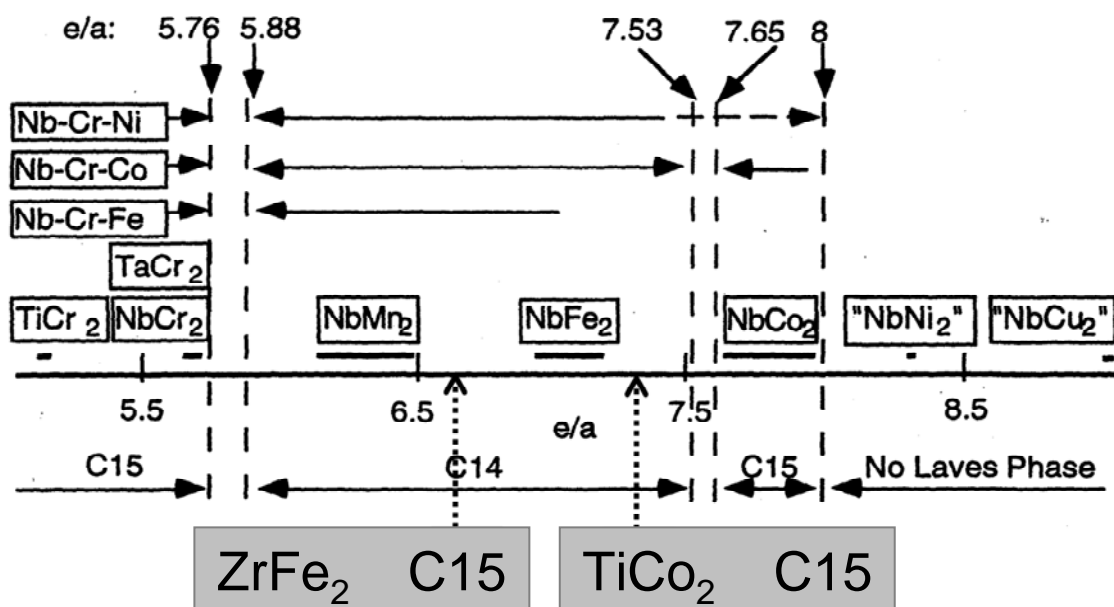 e/a: 5.76 5.88 7.53 7.65 8
Nb-Cr-Ni
Nb-Cr-Co
Nb-Cr-Fe
TaCr₂
TiCr₂ NbCr₂ NbMn₂ NbFe₂ NbCo₂ "NbNi₂" "NbCu₂"
5.5 6.5 7.5 8.5
e/a
C15 C14 C15 No Laves Phase
ZrFe₂ C15 TiCo₂ C15